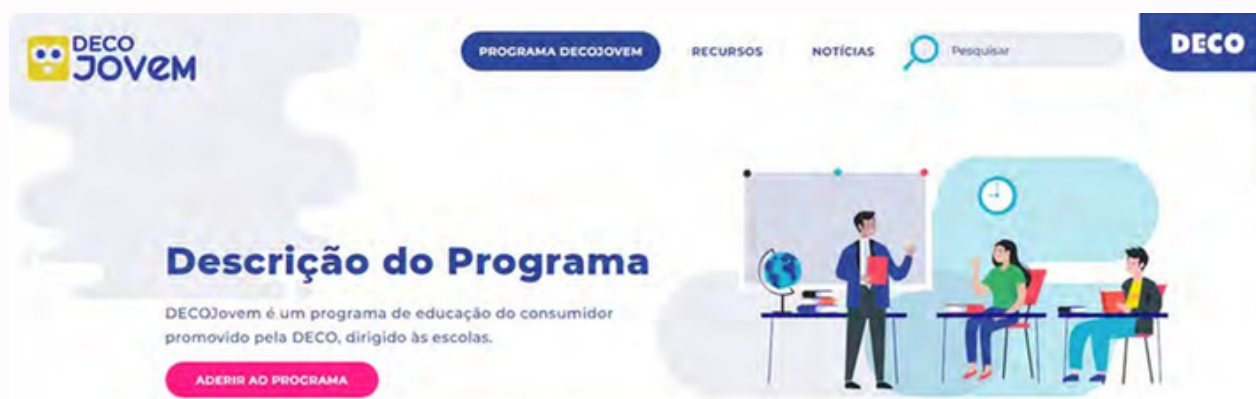 DECO
JOVEM
PROGRAMA DECOJOVEM
RECURSOS
NOTÍCIAS
Pesquisar
DECO
Descrição do Programa
DECOJovem é um programa de educação do consumidor
promovido pela DECO, dirigido às escolas.
ADERIR AO PROGRAMA